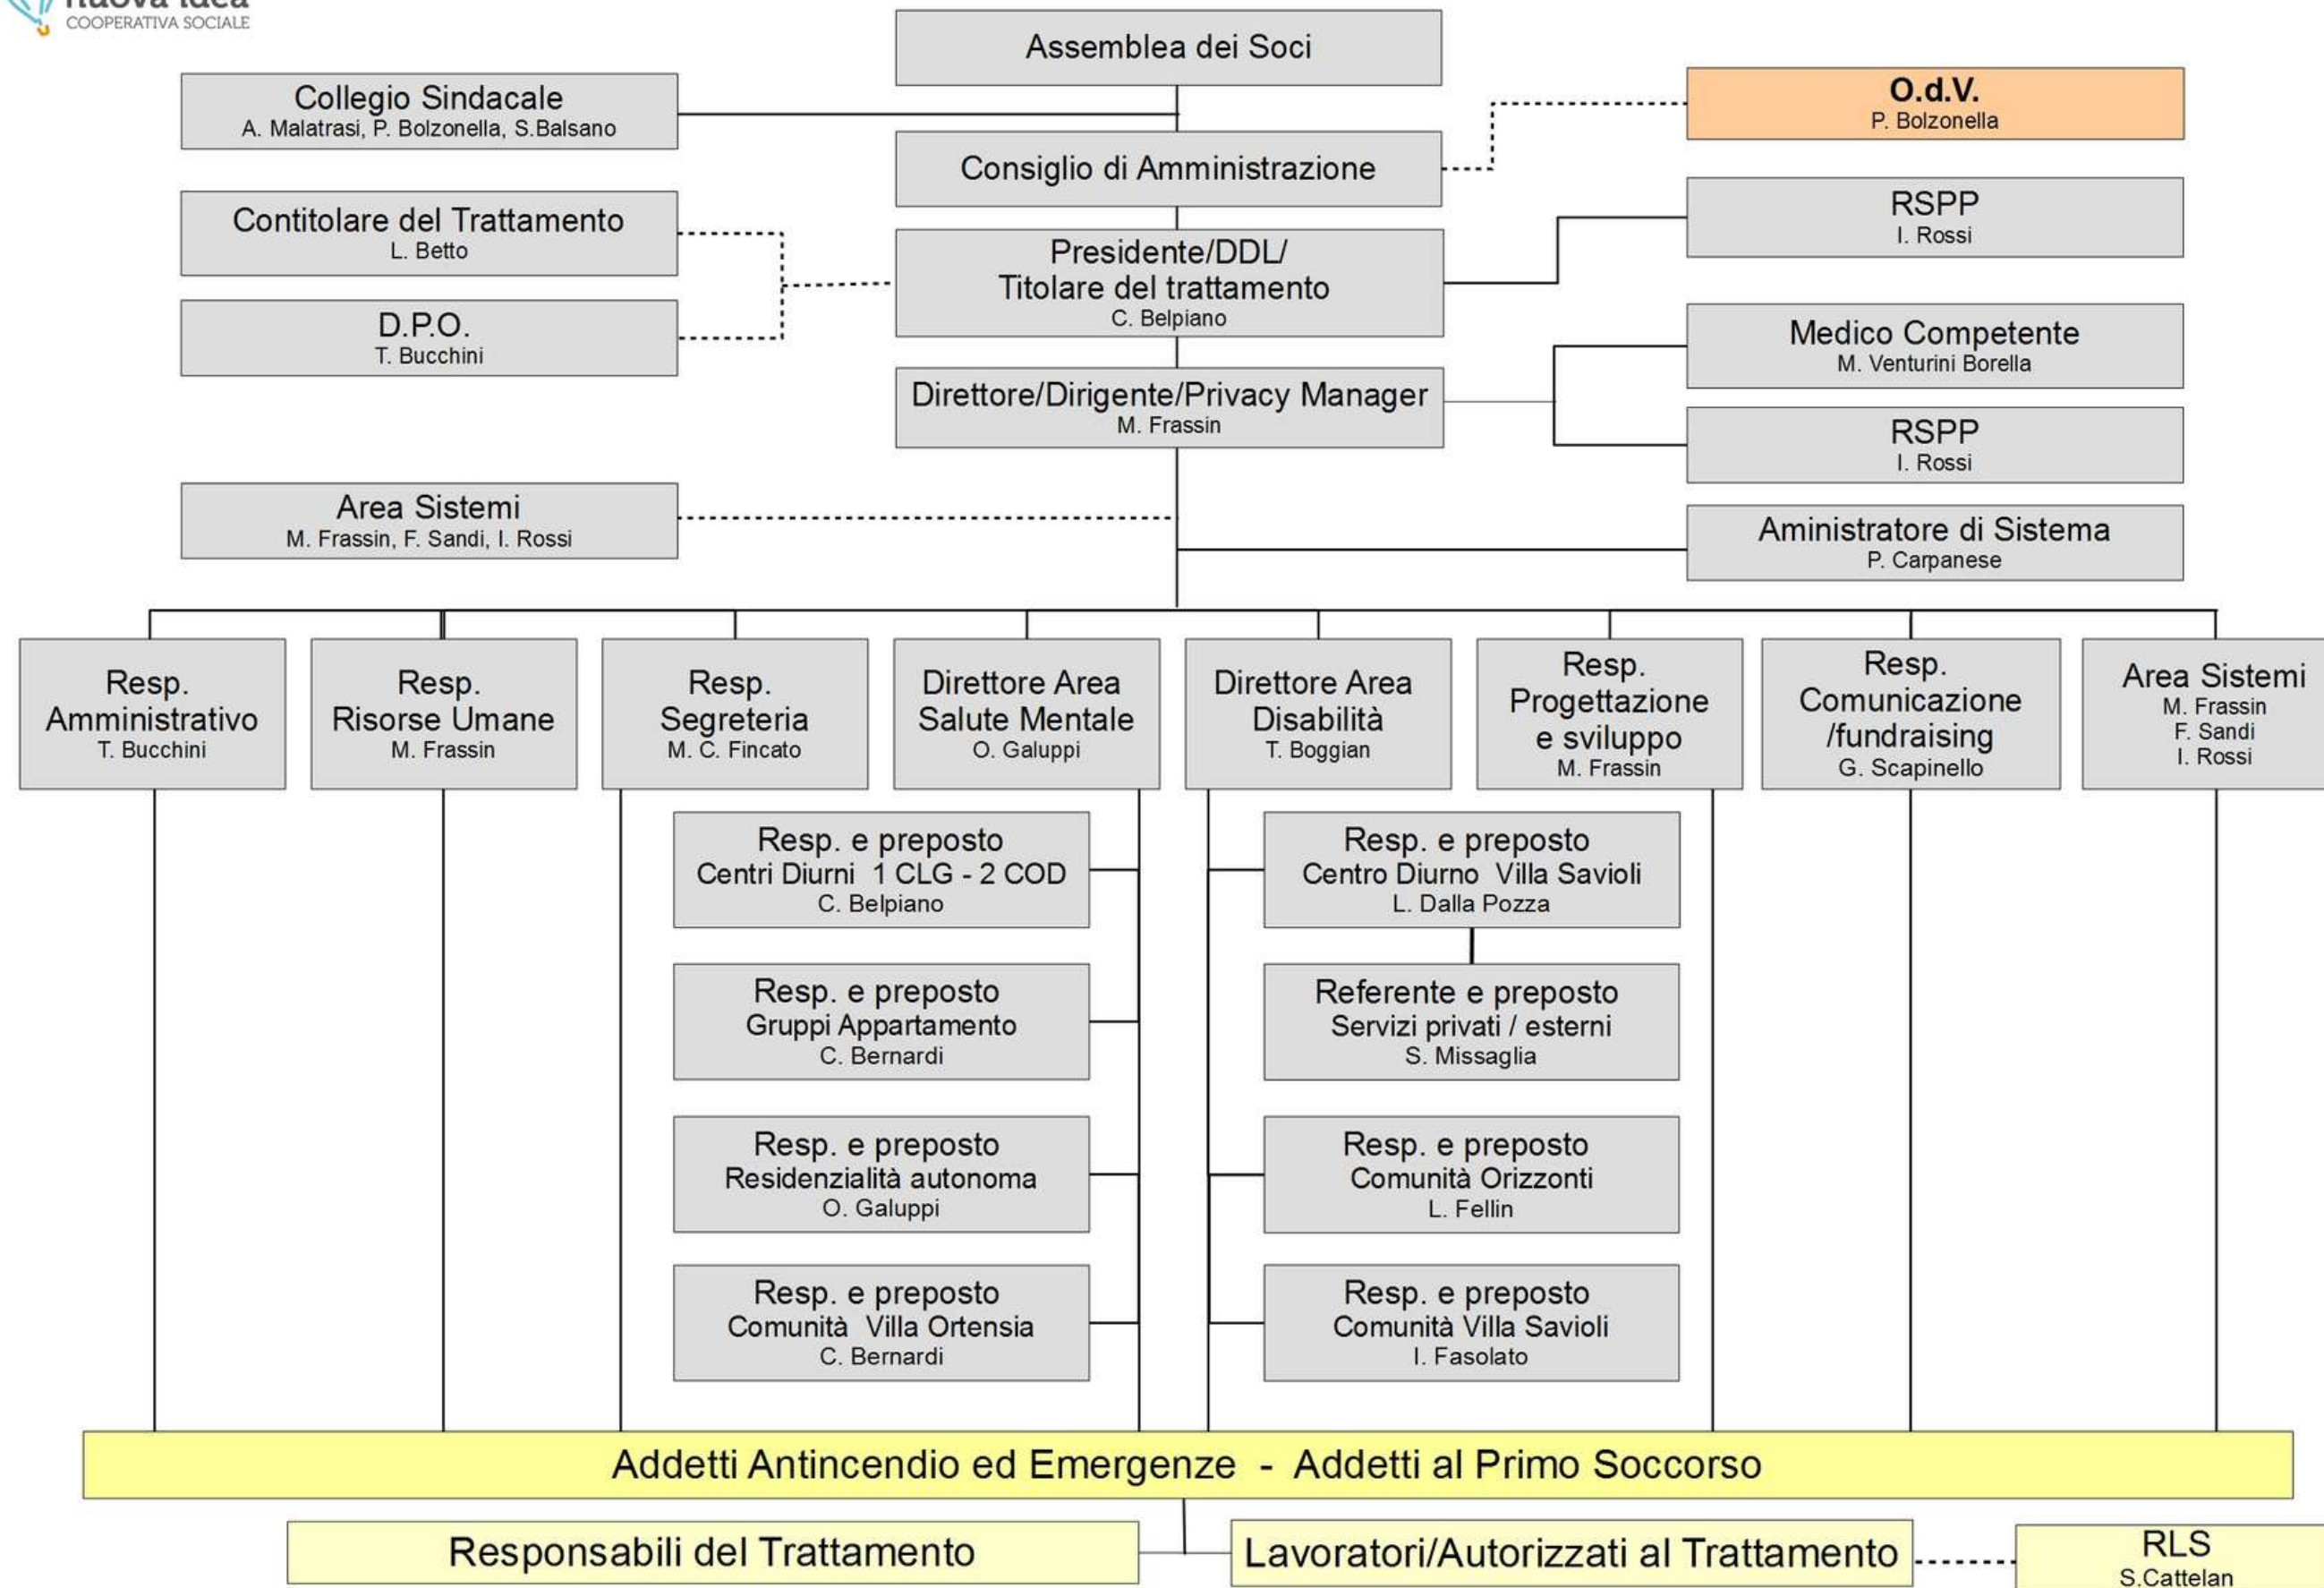 nuova idea
COOPERATIVA SOCIALE
Assemblea dei Soci
Collegio Sindacale
A. Malatrasi, P. Bolzonella, S.Balsano
O.d.V.
P. Bolzonella
Consiglio di Amministrazione
Contitolare del Trattamento
L. Betto
RSPP
I. Rossi
Presidente/DDL/
Titolare del trattamento
C. Belpiano
D.P.O.
T. Bucchini
Medico Competente
M. Venturini Borella
Direttore/Dirigente/Privacy Manager
M. Frassin
RSPP
I. Rossi
Area Sistemi
M. Frassin, F. Sandi, I. Rossi
Aministratore di Sistema
P. Carpanese
Resp.
Amministrativo
T. Bucchini
Resp.
Risorse Umane
M. Frassin
Resp.
Segreteria
M. C. Fincato
Direttore Area
Salute Mentale
O. Galuppi
Direttore Area
Disabilità
T. Boggian
Resp.
Progettazione
e sviluppo
M. Frassin
Resp.
Comunicazione
/fundraising
G. Scapinello
Area Sistemi
M. Frassin
F. Sandi
I. Rossi
Resp. e preposto
Centri Diurni 1 CLG - 2 COD
C. Belpiano
Resp. e preposto
Centro Diurno Villa Savioli
L. Dalla Pozza
Resp. e preposto
Gruppi Appartamento
C. Bernardi
Referente e preposto
Servizi privati / esterni
S. Missaglia
Resp. e preposto
Residenzialità autonoma
O. Galuppi
Resp. e preposto
Comunità Orizzonti
L. Fellin
Resp. e preposto
Comunità Villa Ortensia
C. Bernardi
Resp. e preposto
Comunità Villa Savioli
I. Fasolato
Addetti Antincendio ed Emergenze - Addetti al Primo Soccorso
Responsabili del Trattamento
Lavoratori/Autorizzati al Trattamento
RLS
S.Cattelan